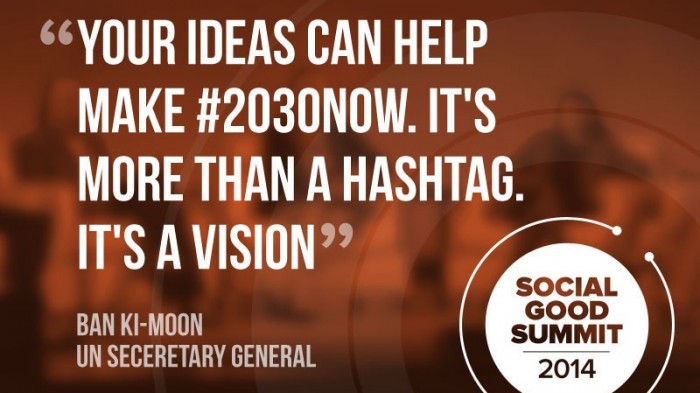 “YOUR IDEAS CAN HELP
MAKE #2030NOW. IT'S
MORE THAN A HASHTAG.
IT'S A VISION”
BAN KI-MOON
UN SECERETARY GENERAL
SOCIAL
GOOD
SUMMIT
2014